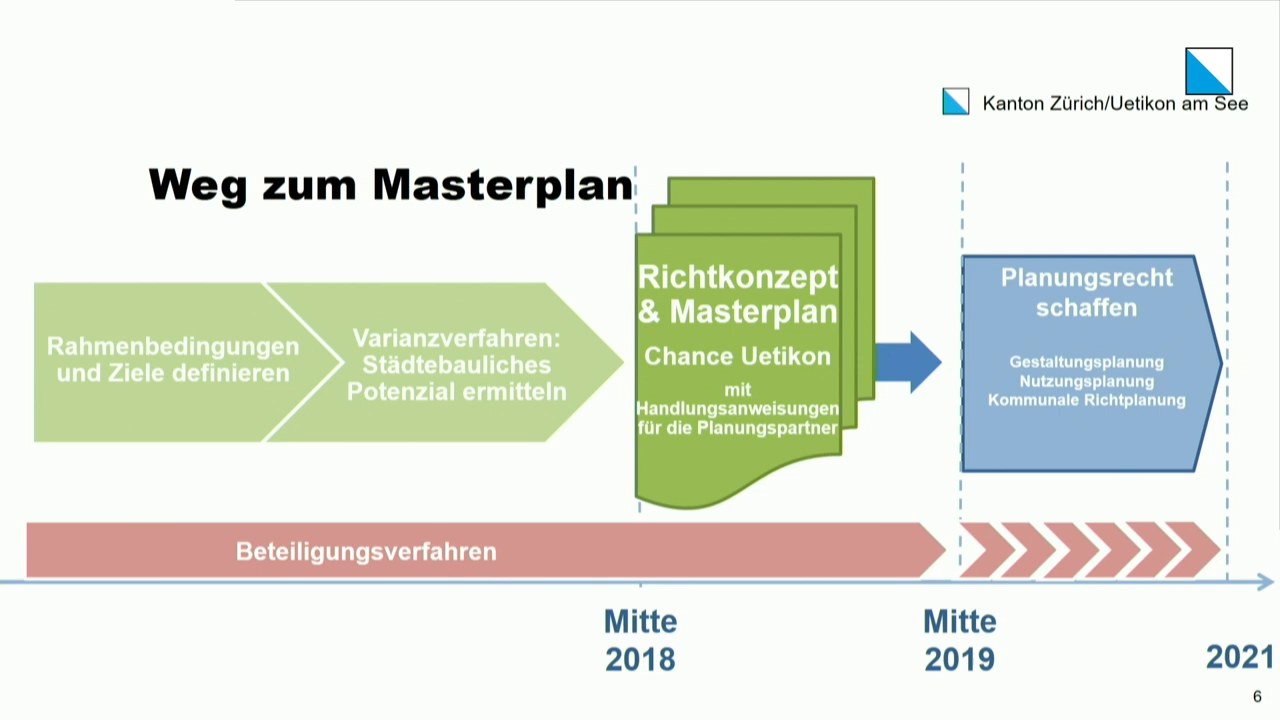 Kanton Zürich/Uetikon am See
Weg zum Masterplan
Rahmenbedingungen
und Ziele definieren
Varianzverfahren:
Städtebauliches
Potenzial ermitteln
Richtkonzept
& Masterplan
Chance Uetikon
mit
Handlungsanweisungen
für die Planungspartner
Planungsrecht
schaffen
Gestaltungsplanung
Nutzungsplanung
Kommunale Richtplanung
Beteiligungsverfahren
Mitte
2018
Mitte
2019
2021
6